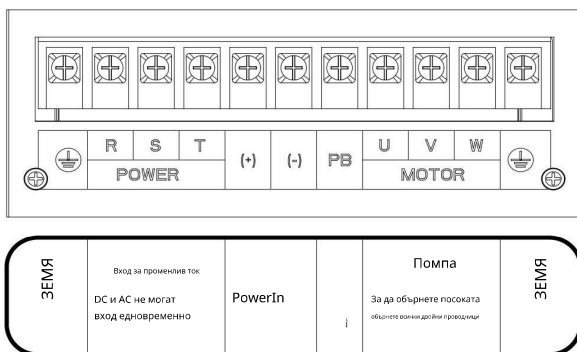 R S T (+) (-) PB U V W
POWER MOTOR
ЗЕМЯ
Вход за променлив ток
DC и AC не могат
вход едновременно
PowerIn
Помпа
За да обърнете посоката
обърнете всички двойни проводници
ЗЕМЯ